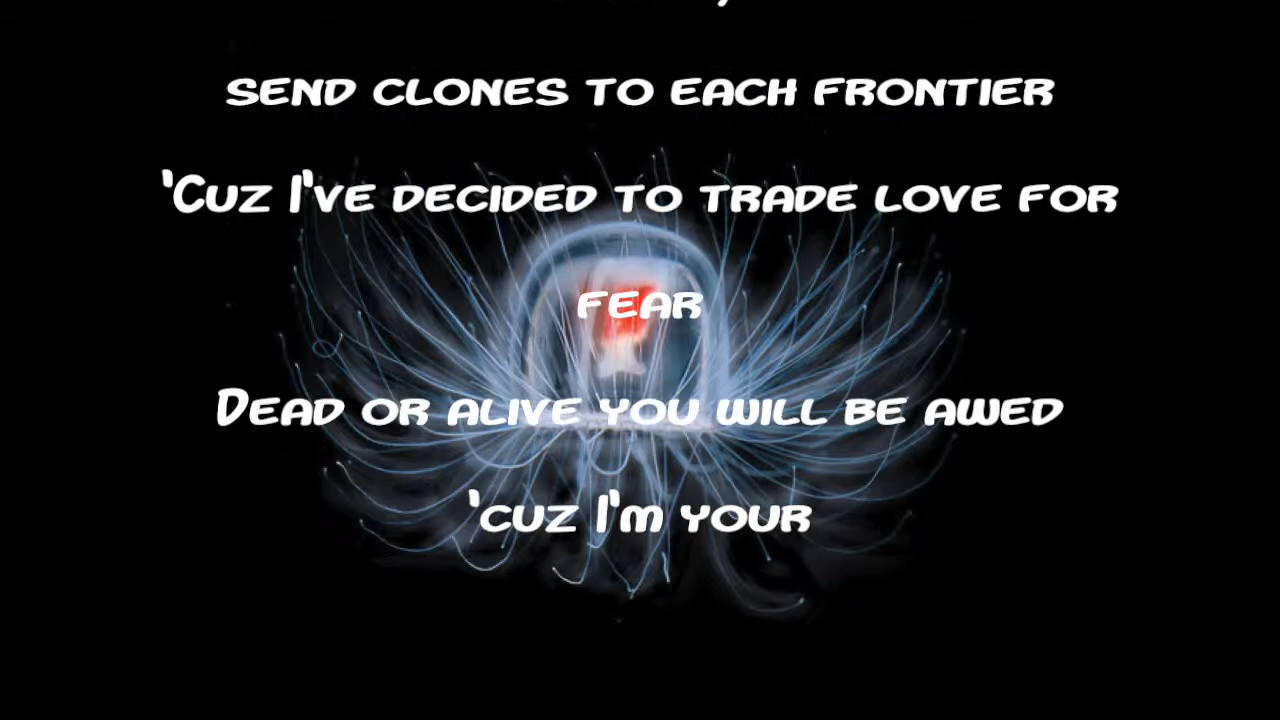 SEND CLONES TO EACH FRONTIER
'CUZ I'VE DECIDED TO TRADE LOVE FOR
FEAR
DEAD OR ALIVE YOU WILL BE AWED
'CUZ I'M YOUR